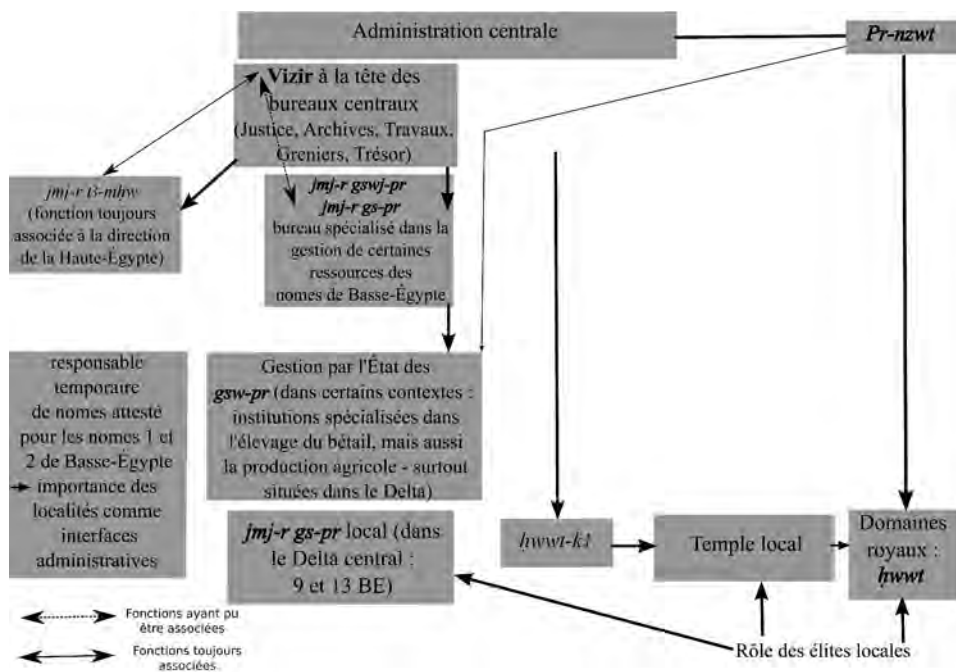 Administration centrale
Pr-nzwt
Vizir à la tête des
bureaux centraux
(Justice, Archives, Travaux,
Greniers, Trésor)
jmj-r tꜣ-mḥw
(fonction toujours
associée à la direction
de la Haute-Égypte)
jmj-r gswj-pr
jmj-r gs-pr
bureau spécialisé dans la
gestion de certaines
ressources des
nomes de Basse-Égypte
responsable
temporaire
de nomes attesté
pour les nomes 1 et
2 de Basse-Égypte
importance des
localités comme
interfaces
administratives
Gestion par l'État des
gsw-pr (dans certains contextes :
institutions spécialisées dans
l'élevage du bétail, mais aussi
la production agricole - surtout
situées dans le Delta)
jmj-r gs-pr local (dans
le Delta central :
9 et 13 BE)
ḥwwt-kꜣ
Temple local
Domaines
royaux :
ḥwwt
Rôle des élites locales
Fonctions ayant pu
être associées
Fonctions toujours
associées